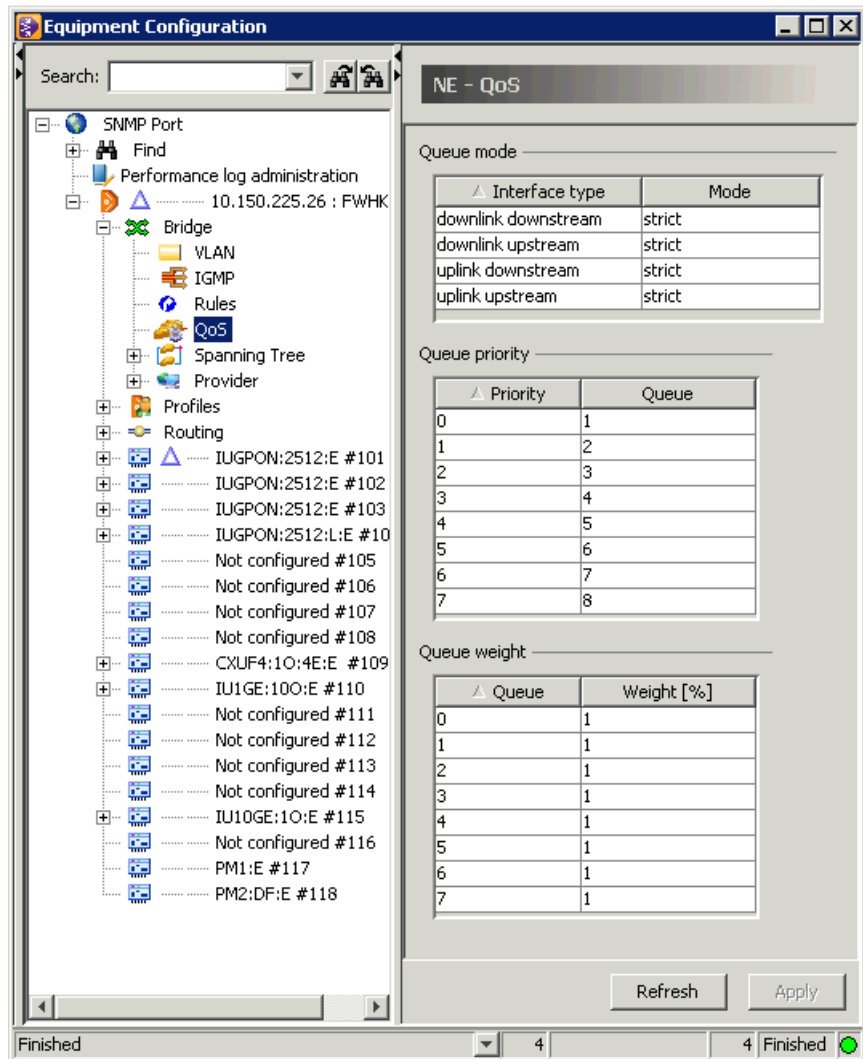 Equipment Configuration
Search:
SNMP Port
Find
Performance log administration
10.150.225.26 : FWHK
Bridge
VLAN
IGMP
Rules
QoS
Spanning Tree
Provider
Profiles
Routing
IUGPON:2512:E #101
IUGPON:2512:E #102
IUGPON:2512:E #103
IUGPON:2512:L:E #10
Not configured #105
Not configured #106
Not configured #107
Not configured #108
CXUF4:1O:4E:E #109
IU1GE:10O:E #110
Not configured #111
Not configured #112
Not configured #113
Not configured #114
IU10GE:1O:E #115
Not configured #116
PM1:E #117
PM2:DF:E #118
NE - QoS
Queue mode
Interface type Mode
downlink downstream strict
downlink upstream strict
uplink downstream strict
uplink upstream strict
Queue priority
Priority Queue
0 1
1 2
2 3
3 4
4 5
5 6
6 7
7 8
Queue weight
Queue Weight [%]
0 1
1 1
2 1
3 1
4 1
5 1
6 1
7 1
Refresh Apply
Finished 4 4 Finished